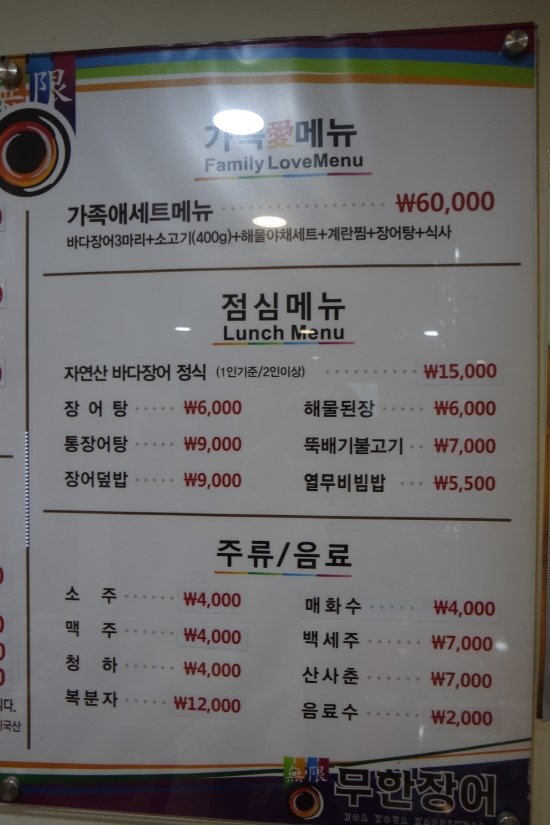 無限
가족愛메뉴
Family LoveMenu
가족애세트메뉴 ₩60,000
바다장어3마리+소고기(400g)+해물야채세트+계란찜+장어탕+식사
점심메뉴
Lunch Menu
자연산 바다장어 정식 (1인기준/2인이상) ₩15,000
장어탕 ₩6,000 해물된장 ₩6,000
통장어탕 ₩9,000 뚝배기불고기 ₩7,000
장어덮밥 ₩9,000 열무비빔밥 ₩5,500
주류/음료
소주 ₩4,000 매화수 ₩4,000
맥주 ₩4,000 백세주 ₩7,000
청하 ₩4,000 산사춘 ₩7,000
복분자 ₩12,000 음료수 ₩2,000
無限 무한장어
FOR YOUR HAPPINESS